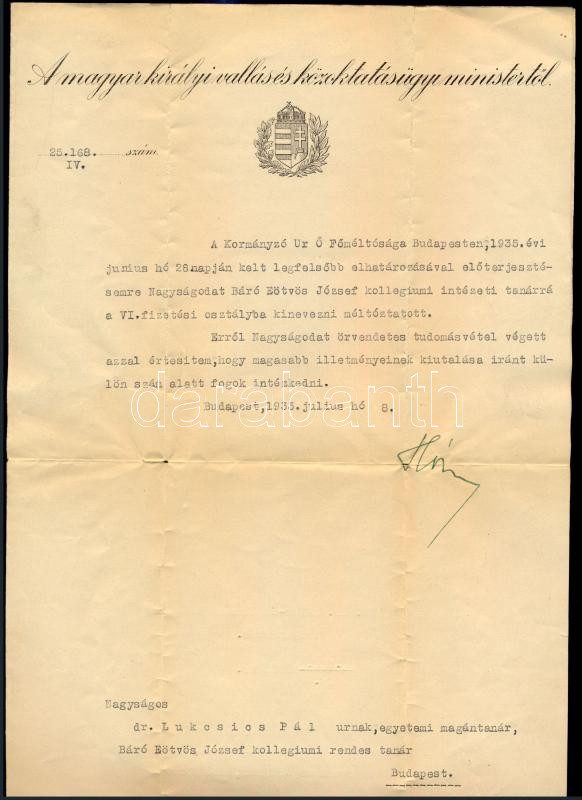 A magyar királyi vallás és közoktatásügyi ministertől.
25.168. szám.
IV.
A Kormányzó Ur Ő Főméltósága Budapesten,1935.évi
junius hó 28.napján kelt legfelsőbb elhatározásával előterjeszté-
semre Nagyságodat Báró Eötvös József kollegiumi intézeti tanárrá
a VI.fizetési osztályba kinevezni méltóztatott.
Erről Nagyságodat örvendetes tudomásvétel végett
azzal értesitem,hogy magasabb illetményeinek kiutalása iránt kü-
lön szám alatt fogok intézkedni.
Budapest,1935.julius hó 8.
darabanth
Hóm
Nagyságos
dr. Lukcsics Pál urnak,egyetemi magántanár,
Báró Eötvös József kollegiumi rendes tanár
Budapest.